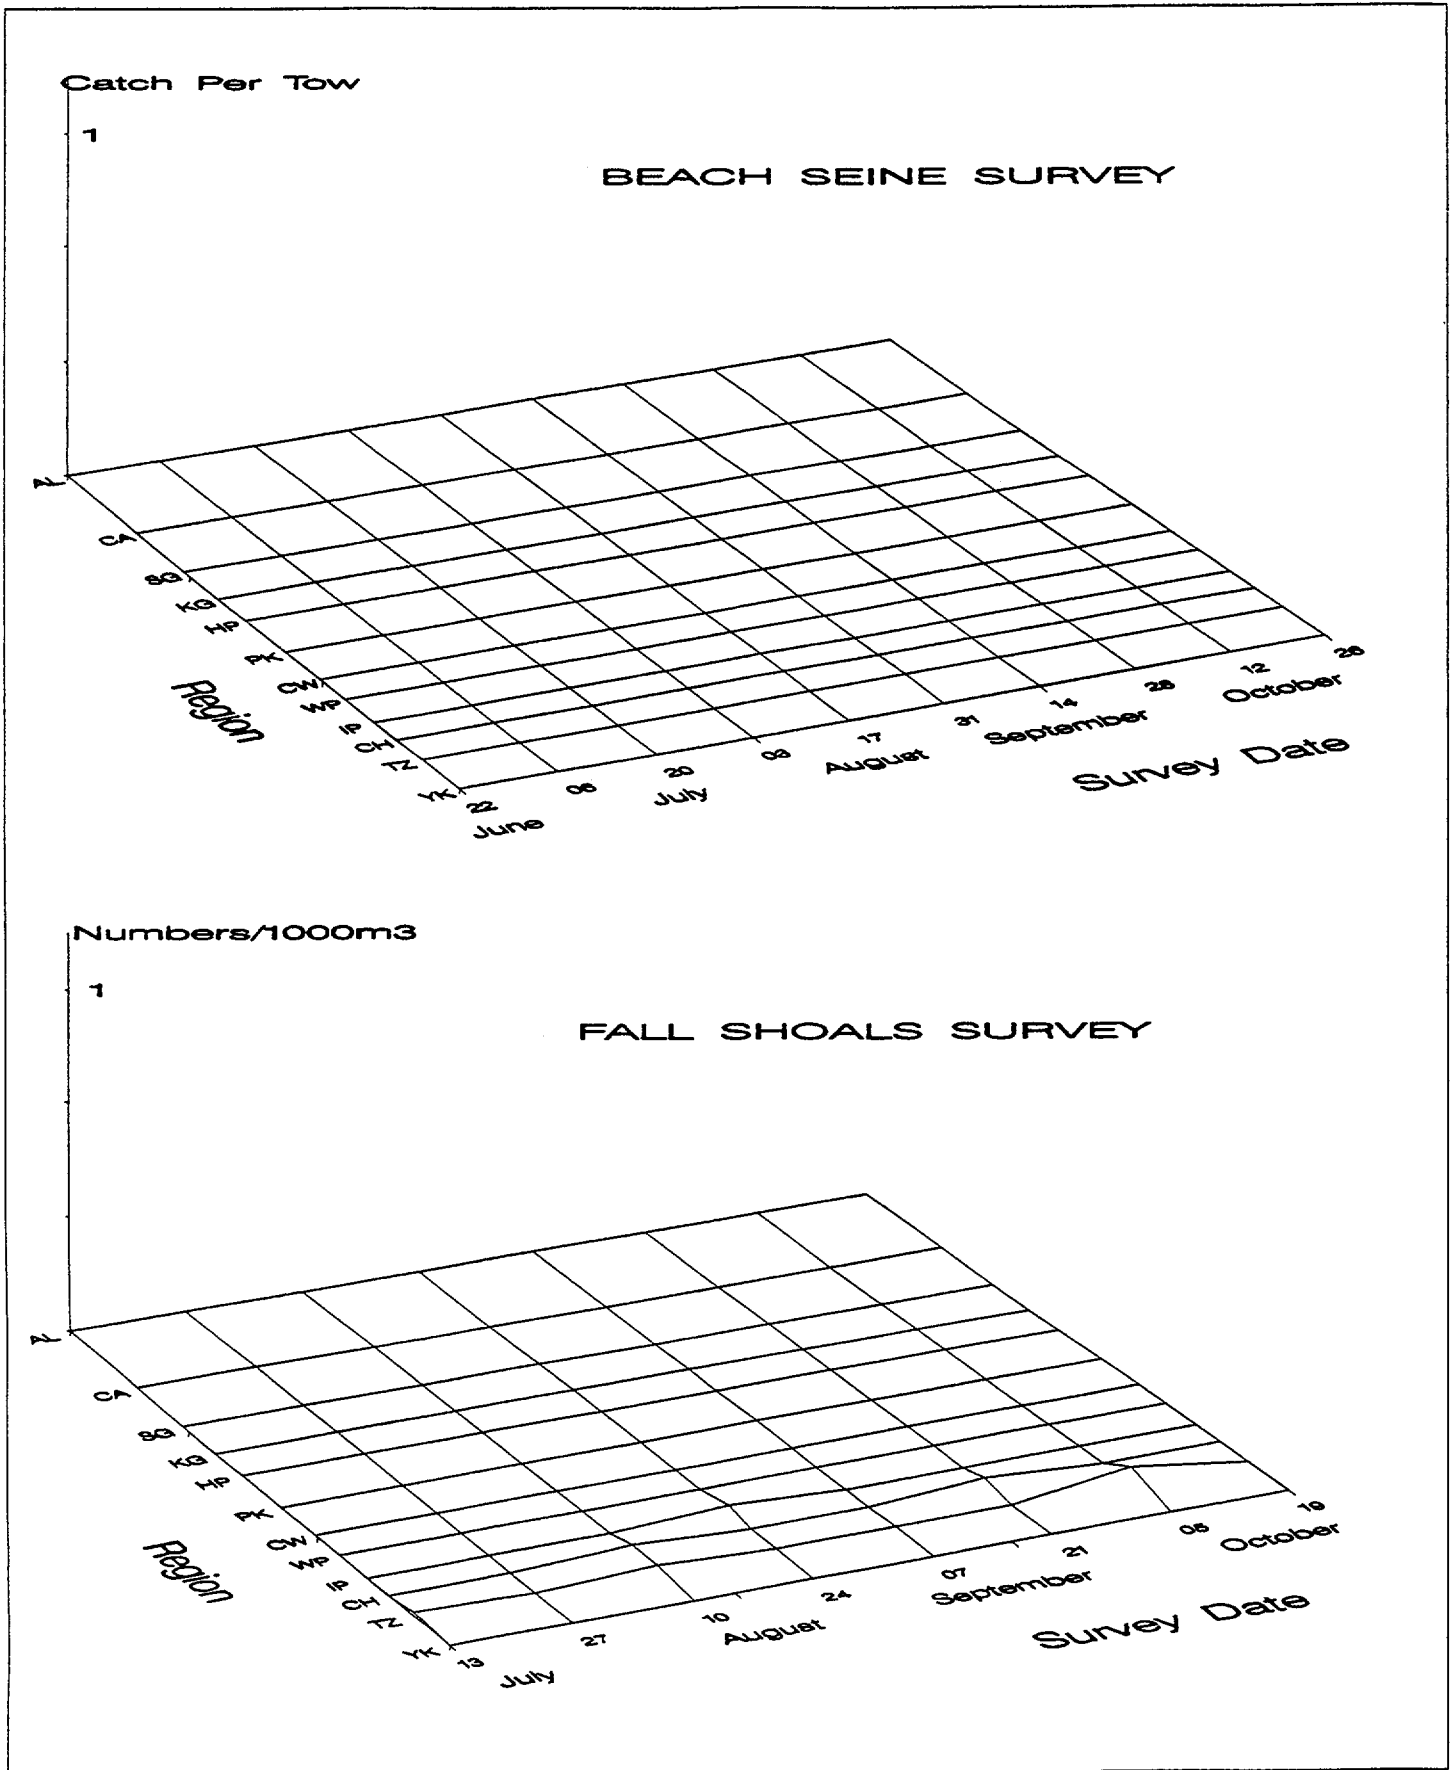 Catch Per Tow
1
BEACH SEINE SURVEY
AL
CA
SG
KG
HP
PK
CW
WP
IP
CH
TZ
YK
Region
22
06
20
03
17
31
14
28
12
26
June
July
August
September
October
Survey Date
Numbers/1000m3
1
FALL SHOALS SURVEY
AL
CA
SG
KG
HP
PK
CW
WP
IP
CH
TZ
YK
Region
13
27
10
24
07
21
05
19
July
August
September
October
Survey Date